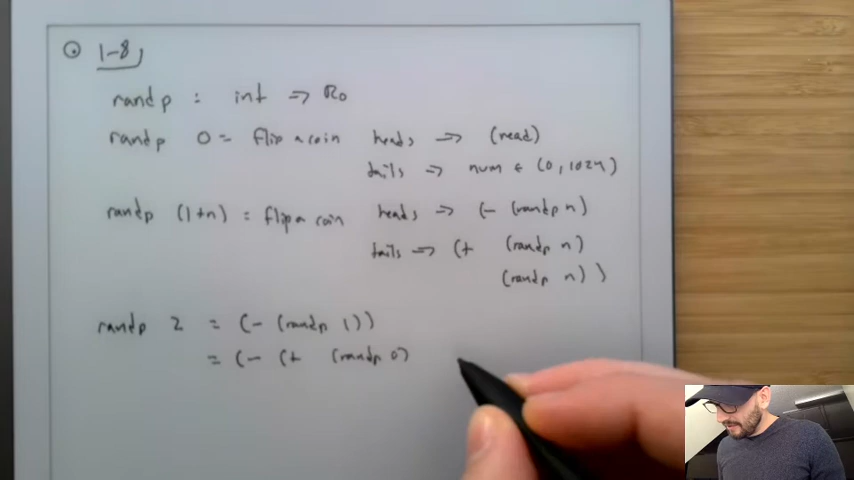 ⊙ 1-8,
randp : int => R0
randp 0 = flip a coin heads => (read)
tails => num ∈ (0, 1024)
randp (1+n) = flip a coin heads => (- (randp n)
tails => (+ (randp n)
(randp n))
randp 2 = (- (randp 1))
= (- (+ (randp 0)